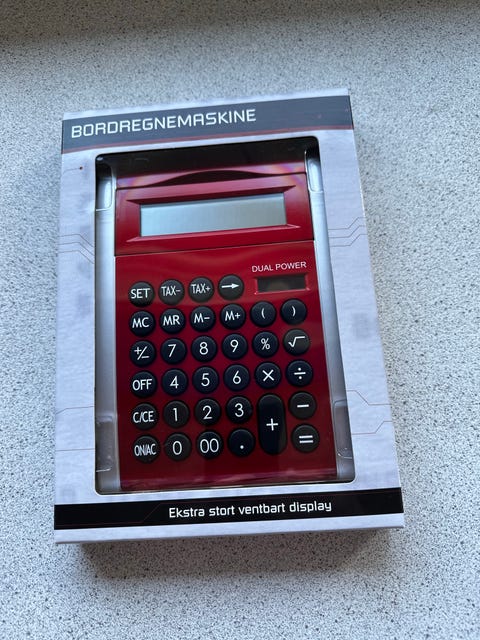 BORDREGNEMASKINE
DUAL POWER
SET TAX- TAX+ →
MC MR M- M+ ( )
+/- 7 8 9 % √
OFF 4 5 6 × ÷
C/CE 1 2 3 + −
ON/AC 0 00 . =
Ekstra stort ventbart display